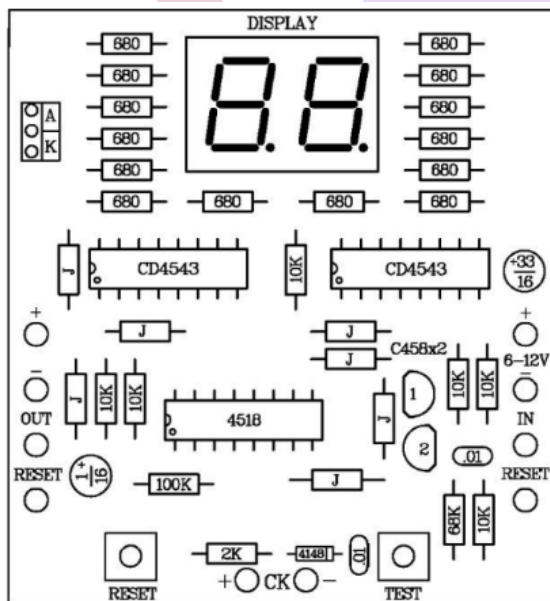 DISPLAY
680 680
680 680
680 680
A
680 680
K
680 680
680 680 680 680
J CD4543 10K CD4543 +33/16
+ J J +
J C458x2 6-12V
- J 10K 10K 1 10K 10K -
OUT 4518 J 2 IN
RESET 1+/16 .01 RESET
100K J
68K 10K
2K 4148 .01
+ CK -
RESET TEST